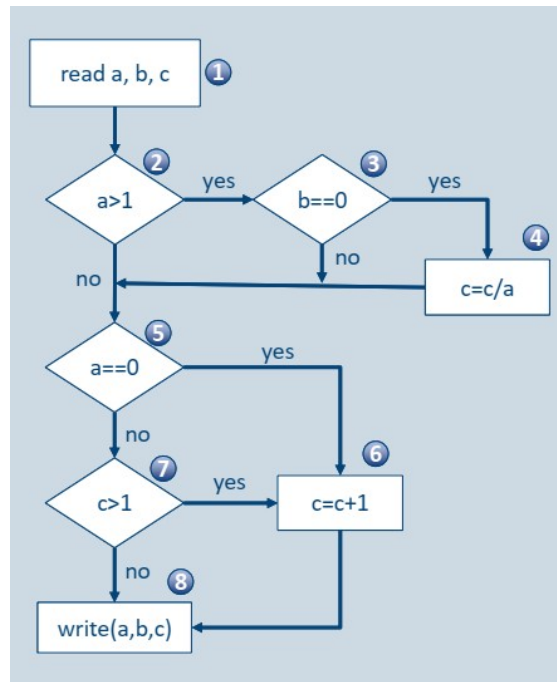 read a, b, c
1
2
a>1
yes
3
b==0
yes
no
4
c=c/a
no
5
a==0
yes
no
6
7
c>1
yes
c=c+1
no
8
write(a,b,c)